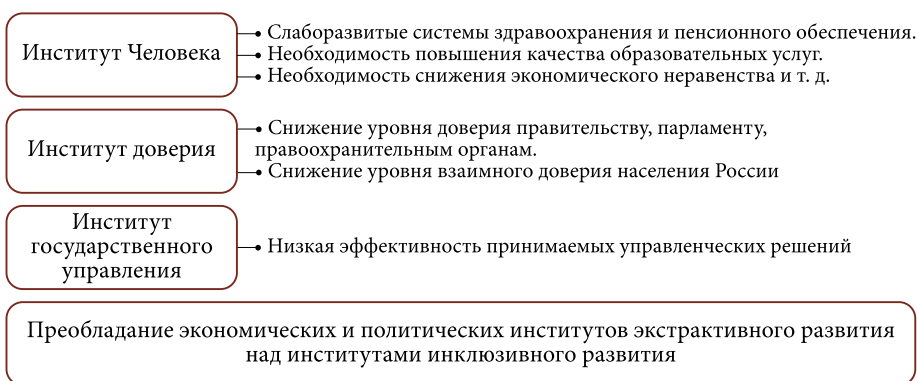 Институт Человека
• Слаборазвитые системы здравоохранения и пенсионного обеспечения.
• Необходимость повышения качества образовательных услуг.
• Необходимость снижения экономического неравенства и т. д.
Институт доверия
• Снижение уровня доверия правительству, парламенту,
правоохранительным органам.
• Снижение уровня взаимного доверия населения России
Институт
государственного
управления
• Низкая эффективность принимаемых управленческих решений
Преобладание экономических и политических институтов экстрактивного развития
над институтами инклюзивного развития